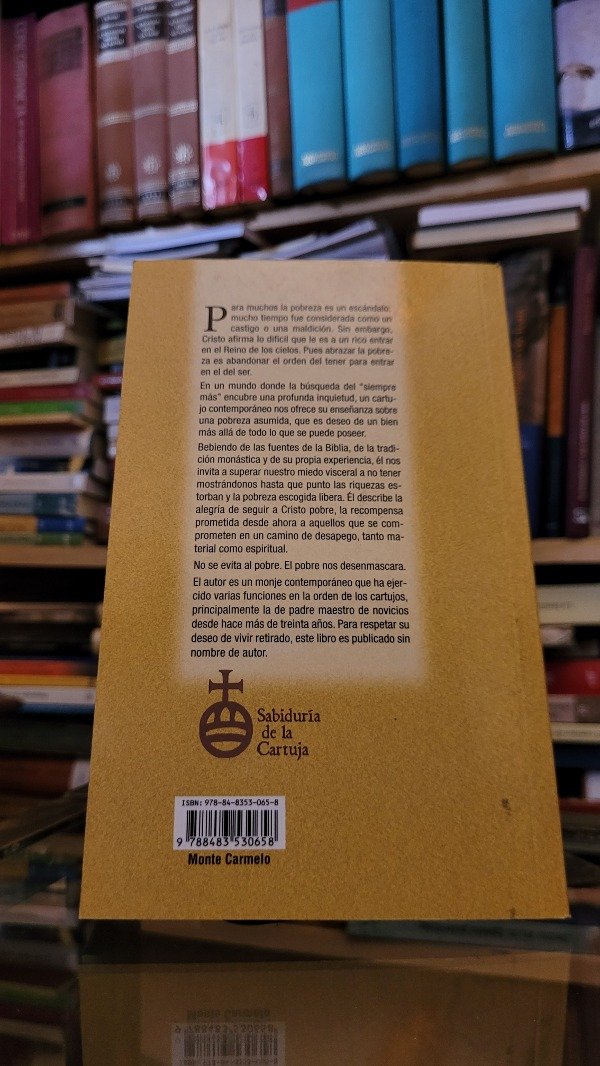 Para muchos la pobreza es un escándalo;
mucho tiempo fue considerada como un
castigo o una maldición. Sin embargo,
Cristo afirma lo difícil que le es a un rico entrar
en el Reino de los cielos. Pues abrazar la pobre-
za es abandonar el orden del tener para entrar
en el del ser.
En un mundo donde la búsqueda del "siempre
más" encubre una profunda inquietud, un cartu-
jo contemporáneo nos ofrece su enseñanza sobre
una pobreza asumida, que es deseo de un bien
más allá de todo lo que se puede poseer.
Bebiendo de las fuentes de la Biblia, de la tradi-
ción monástica y de su propia experiencia, él nos
invita a superar nuestro miedo visceral a no tener
mostrándonos hasta que punto las riquezas es-
torban y la pobreza escogida libera. Él describe la
alegría de seguir a Cristo pobre, la recompensa
prometida desde ahora a aquellos que se com-
prometen en un camino de desapego, tanto ma-
terial como espiritual.
No se evita al pobre. El pobre nos desenmascara.
El autor es un monje contemporáneo que ha ejer-
cido varias funciones en la orden de los cartujos,
principalmente la de padre maestro de novicios
desde hace más de treinta años. Para respetar su
deseo de vivir retirado, este libro es publicado sin
nombre de autor.
Sabiduría
de la
Cartuja
ISBN: 978-84-8353-065-8
9 788483 530658
Monte Carmelo